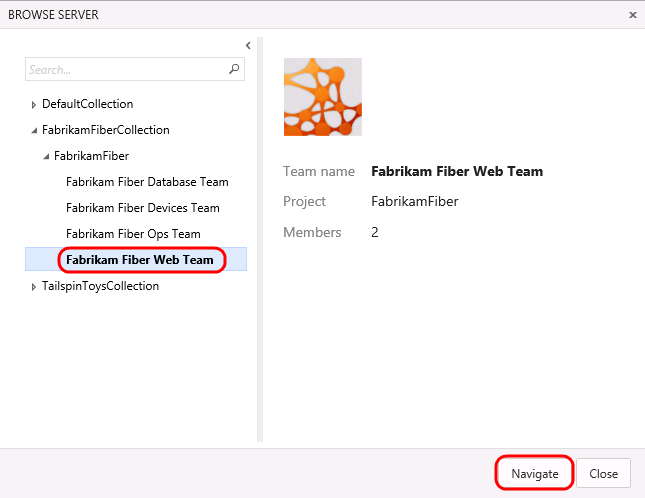 BROWSE SERVER
Search...
DefaultCollection
FabrikamFiberCollection
FabrikamFiber
Fabrikam Fiber Database Team
Fabrikam Fiber Devices Team
Fabrikam Fiber Ops Team
Fabrikam Fiber Web Team
TailspinToysCollection
Team name Fabrikam Fiber Web Team
Project FabrikamFiber
Members 2
Navigate Close